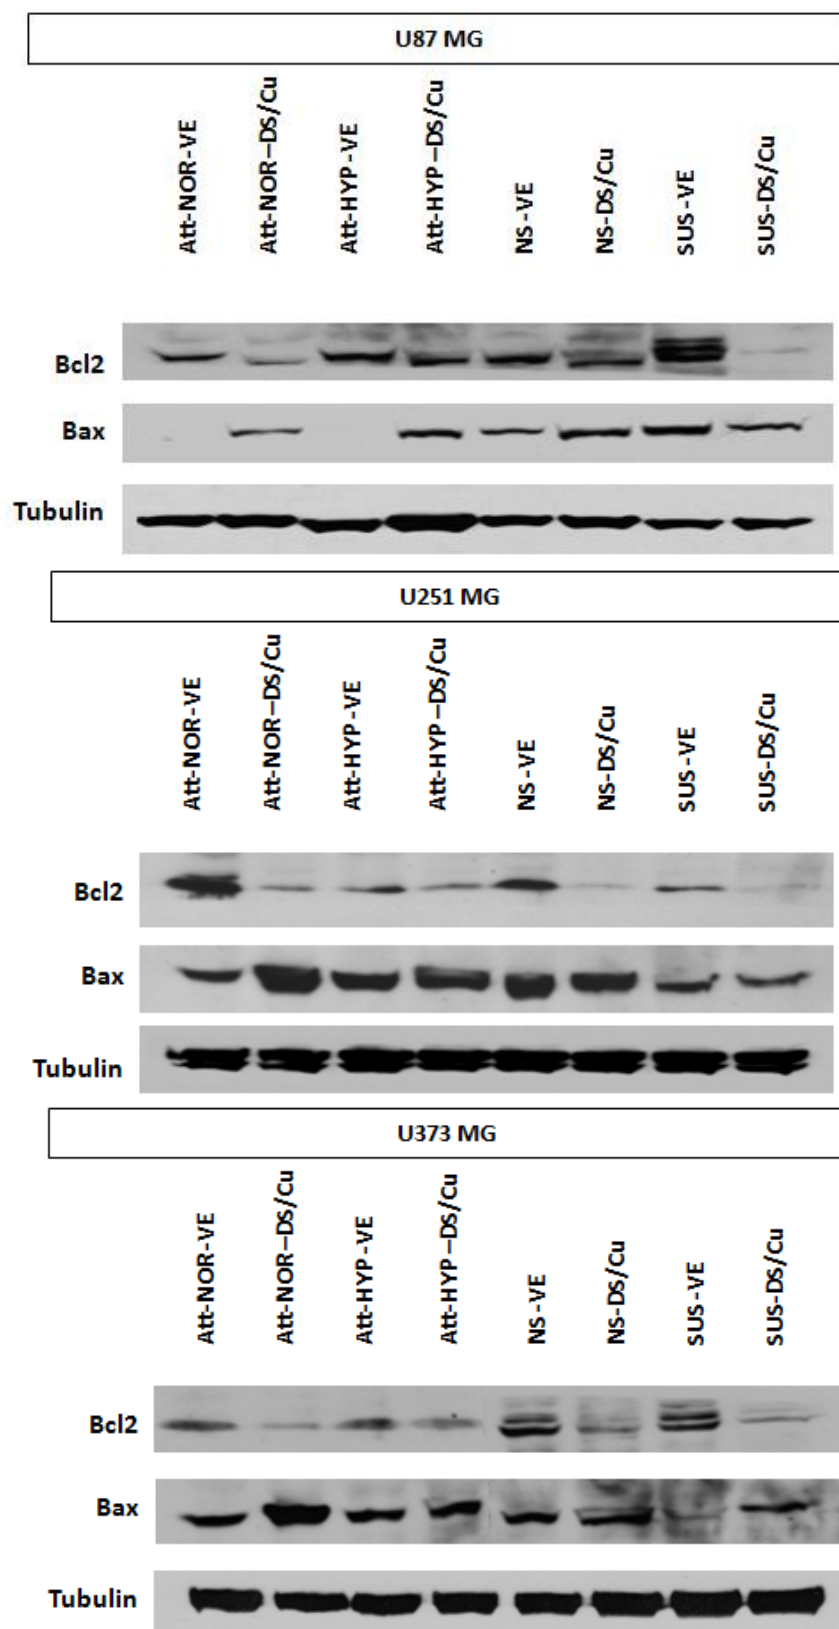 U87 MG
Att-NOR-VE
Att-NOR–DS/Cu
Att-HYP-VE
Att-HYP–DS/Cu
NS-VE
NS-DS/Cu
SUS-VE
SUS-DS/Cu
Bcl2
Bax
Tubulin
U251 MG
Att-NOR-VE
Att-NOR–DS/Cu
Att-HYP-VE
Att-HYP–DS/Cu
NS-VE
NS-DS/Cu
SUS-VE
SUS-DS/Cu
Bcl2
Bax
Tubulin
U373 MG
Att-NOR-VE
Att-NOR–DS/Cu
Att-HYP-VE
Att-HYP–DS/Cu
NS-VE
NS-DS/Cu
SUS-VE
SUS-DS/Cu
Bcl2
Bax
Tubulin